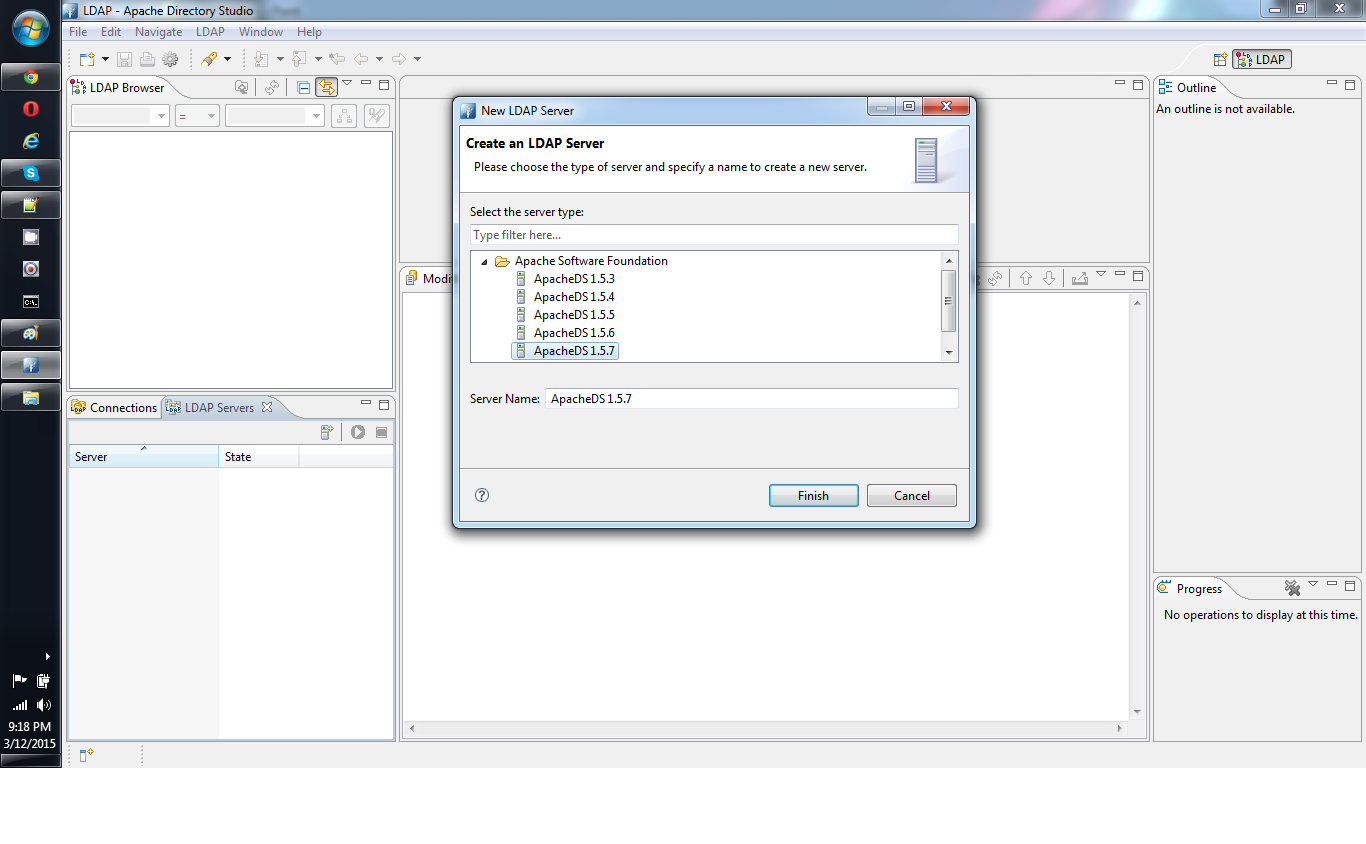 LDAP - Apache Directory Studio
File Edit Navigate LDAP Window Help
LDAP
LDAP Browser
=
Outline
An outline is not available.
New LDAP Server
Create an LDAP Server
Please choose the type of server and specify a name to create a new server.
Select the server type:
Type filter here...
Apache Software Foundation
ApacheDS 1.5.3
ApacheDS 1.5.4
ApacheDS 1.5.5
ApacheDS 1.5.6
ApacheDS 1.5.7
Server Name: ApacheDS 1.5.7
Finish Cancel
Connections LDAP Servers
Server State
Progress
No operations to display at this time.
9:18 PM
3/12/2015